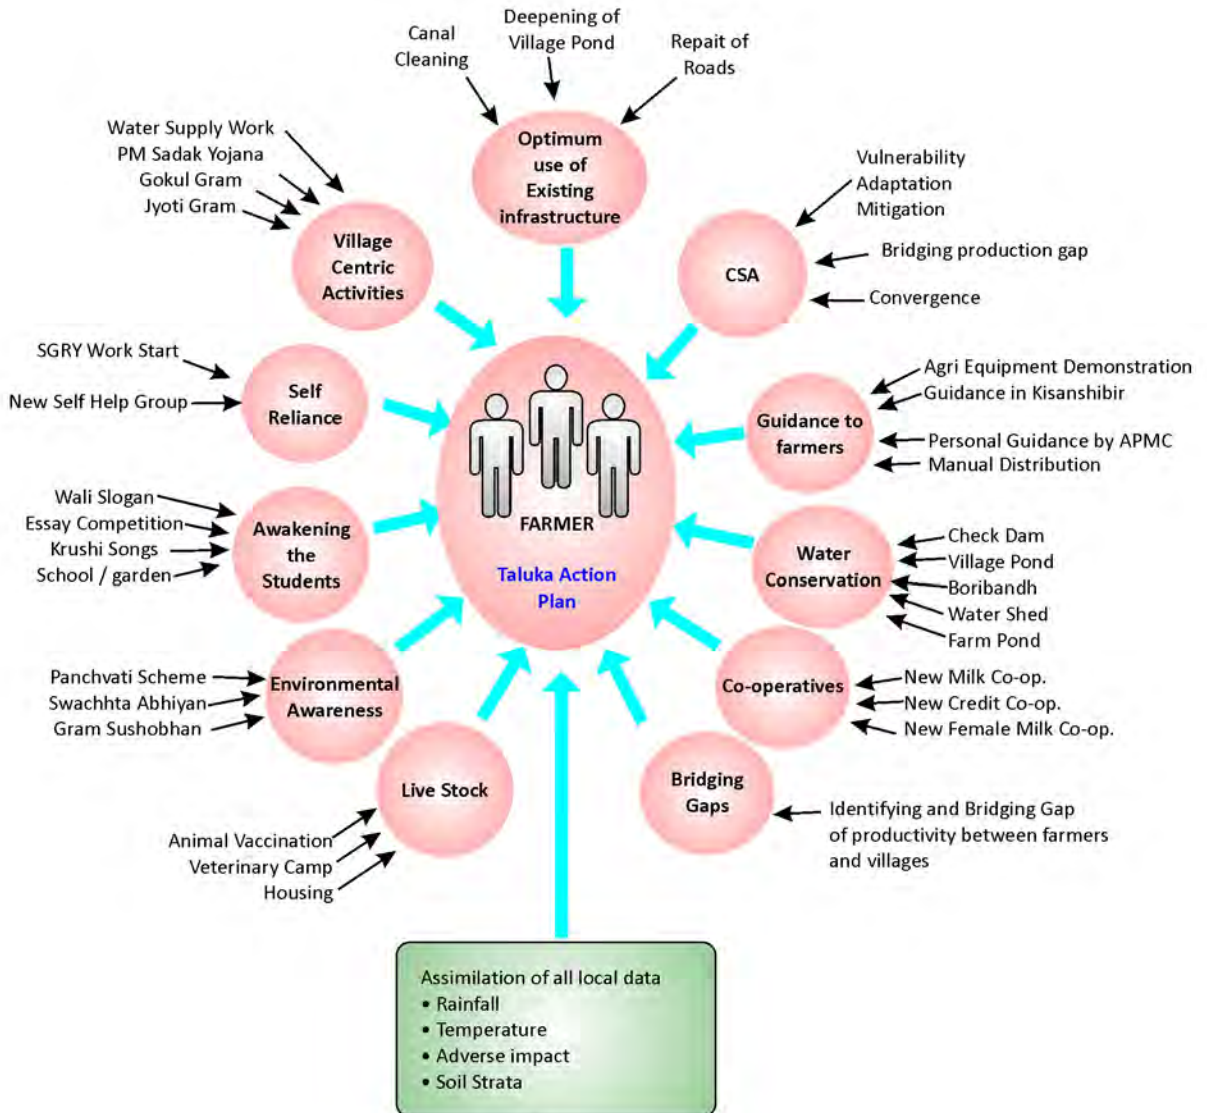 Deepening of
Village Pond
Canal
Cleaning
Repait of
Roads
Optimum
use of
Existing
infrastructure
Water Supply Work
PM Sadak Yojana
Gokul Gram
Jyoti Gram
Village
Centric
Activities
Vulnerability
Adaptation
Mitigation
Bridging production gap
Convergence
CSA
SGRY Work Start
New Self Help Group
Self
Reliance
Agri Equipment Demonstration
Guidance in Kisanshibir
Personal Guidance by APMC
Manual Distribution
Guidance to
farmers
FARMER
Taluka Action
Plan
Wali Slogan
Essay Competition
Krushi Songs
School / garden
Awakening
the
Students
Water
Conservation
Check Dam
Village Pond
Boribandh
Water Shed
Farm Pond
Panchvati Scheme
Swachhta Abhiyan
Gram Sushobhan
Environmental
Awareness
Co-operatives
New Milk Co-op.
New Credit Co-op.
New Female Milk Co-op.
Live Stock
Animal Vaccination
Veterinary Camp
Housing
Bridging
Gaps
Identifying and Bridging Gap
of productivity between farmers
and villages
Assimilation of all local data
• Rainfall
• Temperature
• Adverse impact
• Soil Strata